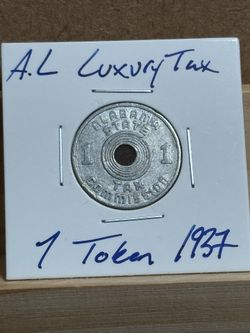 A.L Luxury Tax
ALABAMA
STATE
1 1
TAX
COMMISSION
1 Token 1937